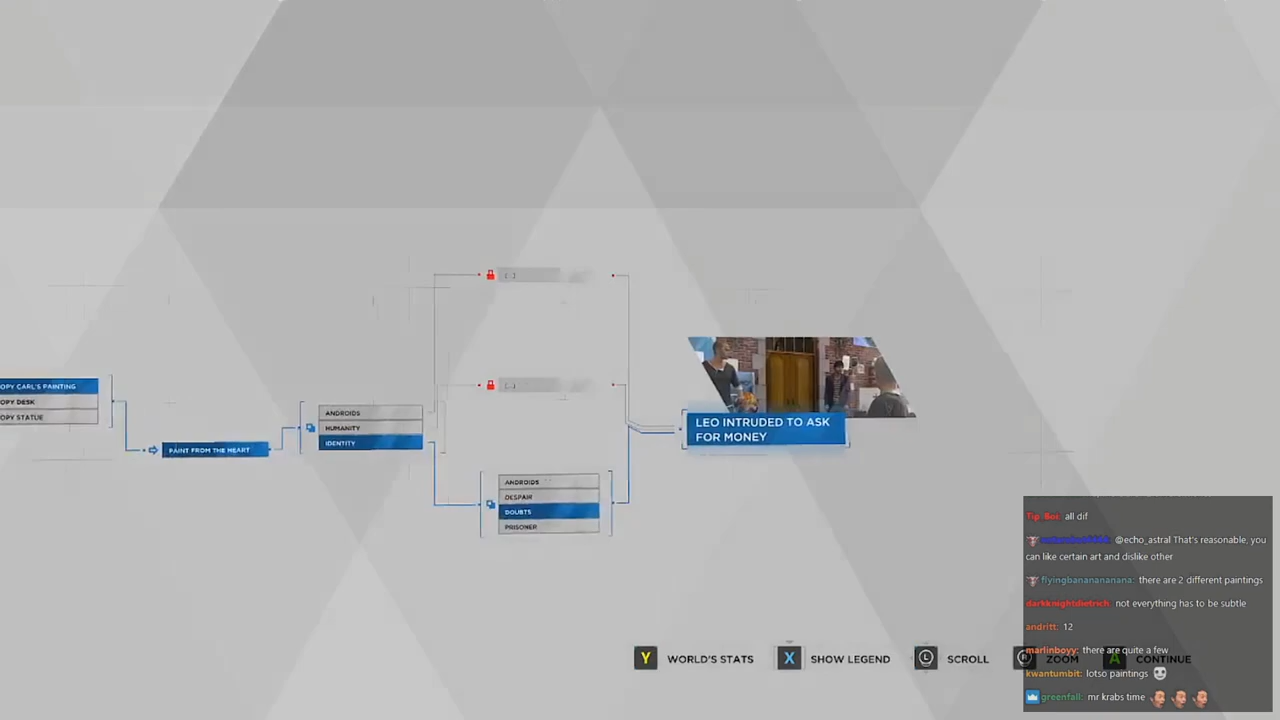 [...]
[...]
OPY CARL'S PAINTING
OPY DESK
OPY STATUE
PAINT FROM THE HEART
ANDROIDS
HUMANITY
IDENTITY
ANDROIDS
DESPAIR
DOUBTS
PRISONER
LEO INTRUDED TO ASK
FOR MONEY
Tip_Boi: all dif
@echo_astral That's reasonable, you
can like certain art and dislike other
flyingbanananana: there are 2 different paintings
darkknightdietrich: not everything has to be subtle
andritt: 12
marlinboyy: there are quite a few
kwantumbit: lotso paintings
greenfall: mr krabs time
Y WORLD'S STATS X SHOW LEGEND L SCROLL R ZOOM A CONTINUE